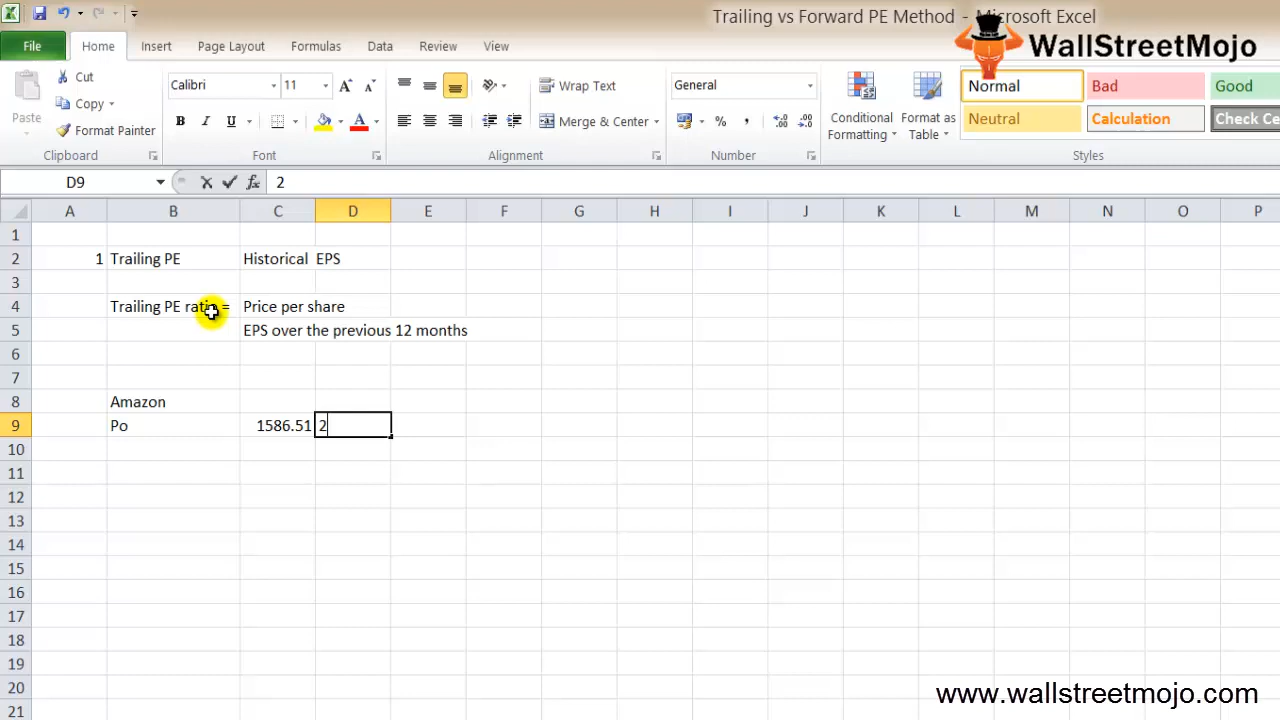 Trailing vs Forward PE Method - Microsoft Excel
WallStreetMojo
File Home Insert Page Layout Formulas Data Review View
Paste
Cut
Copy
Format Painter
Clipboard
Calibri 11 A A
B I U A
Font
Wrap Text
Merge & Center
Alignment
General
% ,
Number
Conditional Formatting
Format as Table
Normal Bad Good
Neutral Calculation Check Ce
Styles
D9 fx 2
A B C D E F G H I J K L M N O P
1
2 1 Trailing PE Historical EPS
3
4 Trailing PE ratio = Price per share
5 EPS over the previous 12 months
6
7
8 Amazon
9 Po 1586.51 2
10
11
12
13
14
15
16
17
18
19
20
21
www.wallstreetmojo.com